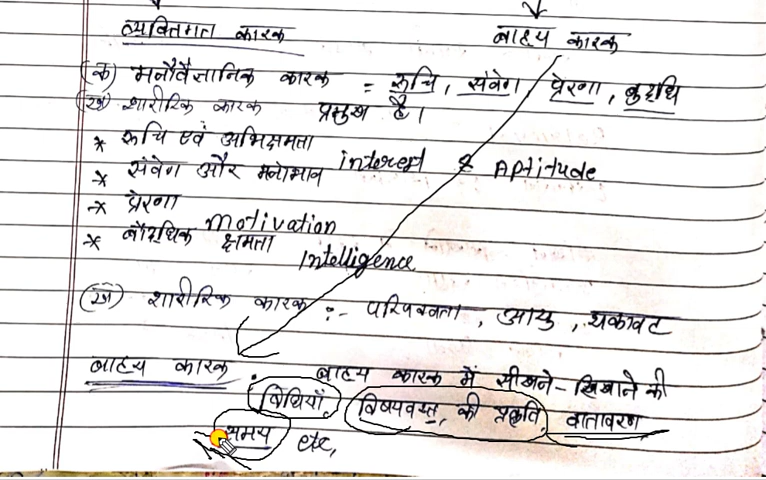 व्यक्तिगत कारक बाह्य कारक
(क) मनोवैज्ञानिक कारक = रूचि, संवेग, प्रेरणा, बुद्धि
(ख) शारीरिक कारक प्रमुख है।
* रूचि एवं अभिक्षमता interest & Aptitude
* संवेग और मनोभाव
* प्रेरणा motivation
* बौद्धिक क्षमता Intelligence
(ख) शारीरिक कारक :- परिपक्वता, आयु, थकावट
बाह्य कारक : बाह्य कारक में सीखने-सिखाने की
विधियाँ, विषयवस्तु की प्रकृति, वातावरण
समय etc,